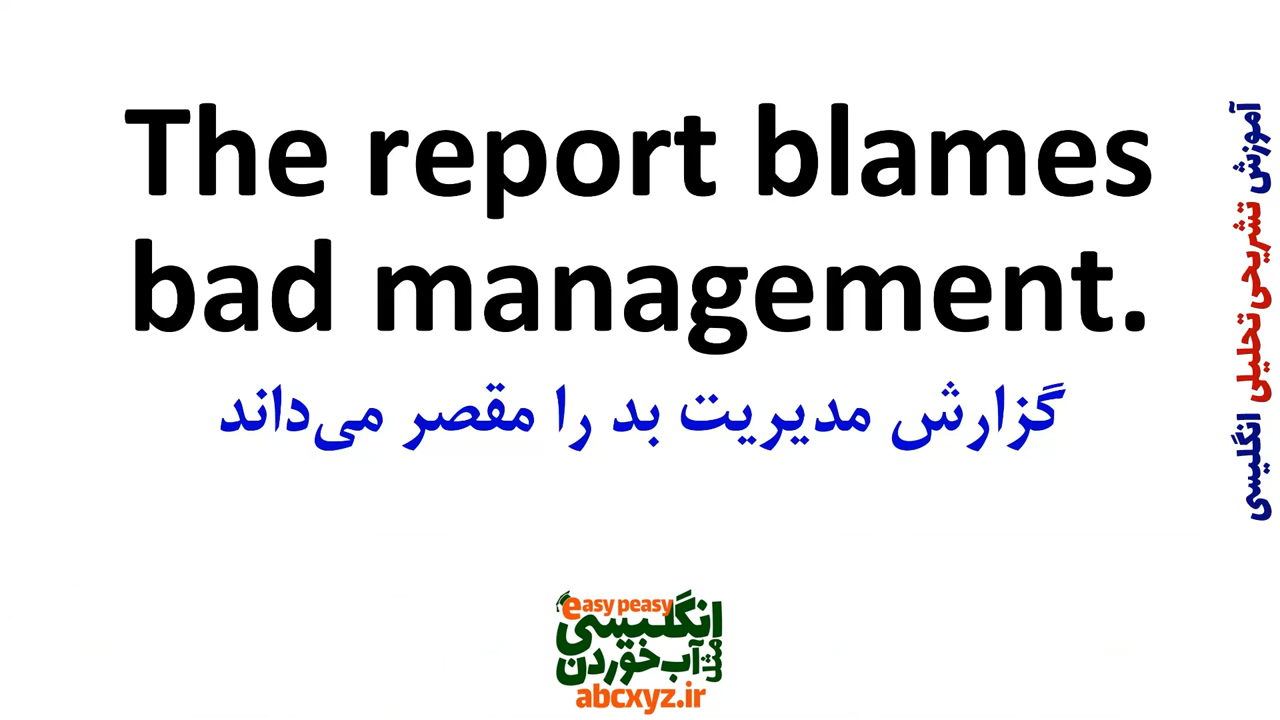 The report blames
bad management.
گزارش مدیریت بد را مقصر می‌داند
آموزش تشریحی تحلیلی انگلیسی
easy peasy
انگلیسی
مثل آب خوردن
abcxyz.ir